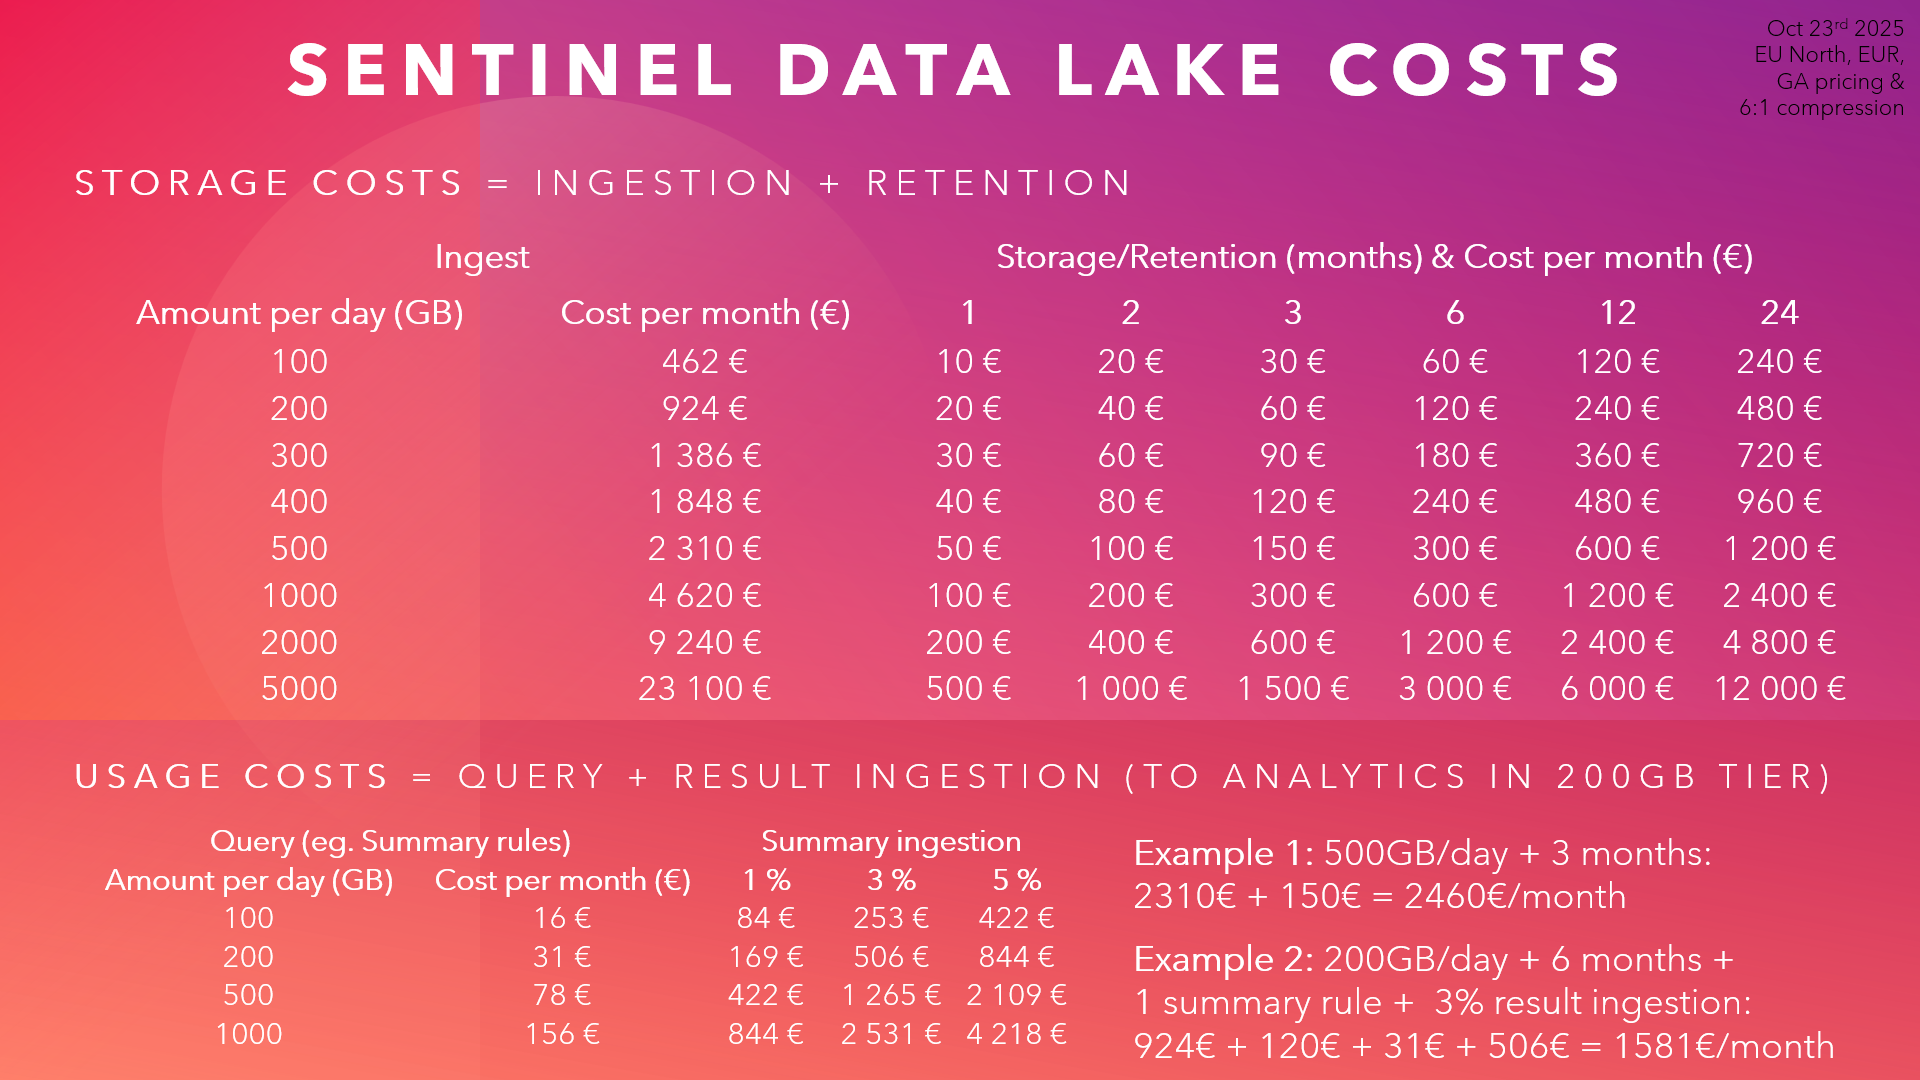 SENTINEL DATA LAKE COSTS
Oct 23rd 2025
EU North, EUR,
GA pricing &
6:1 compression
STORAGE COSTS = INGESTION + RETENTION
Ingest Storage/Retention (months) & Cost per month (€)
Amount per day (GB) Cost per month (€) 1 2 3 6 12 24
100 462 € 10 € 20 € 30 € 60 € 120 € 240 €
200 924 € 20 € 40 € 60 € 120 € 240 € 480 €
300 1 386 € 30 € 60 € 90 € 180 € 360 € 720 €
400 1 848 € 40 € 80 € 120 € 240 € 480 € 960 €
500 2 310 € 50 € 100 € 150 € 300 € 600 € 1 200 €
1000 4 620 € 100 € 200 € 300 € 600 € 1 200 € 2 400 €
2000 9 240 € 200 € 400 € 600 € 1 200 € 2 400 € 4 800 €
5000 23 100 € 500 € 1 000 € 1 500 € 3 000 € 6 000 € 12 000 €
USAGE COSTS = QUERY + RESULT INGESTION (TO ANALYTICS IN 200GB TIER)
Query (eg. Summary rules) Summary ingestion
Amount per day (GB) Cost per month (€) 1 % 3 % 5 %
100 16 € 84 € 253 € 422 €
200 31 € 169 € 506 € 844 €
500 78 € 422 € 1 265 € 2 109 €
1000 156 € 844 € 2 531 € 4 218 €
Example 1: 500GB/day + 3 months:
2310€ + 150€ = 2460€/month
Example 2: 200GB/day + 6 months +
1 summary rule + 3% result ingestion:
924€ + 120€ + 31€ + 506€ = 1581€/month